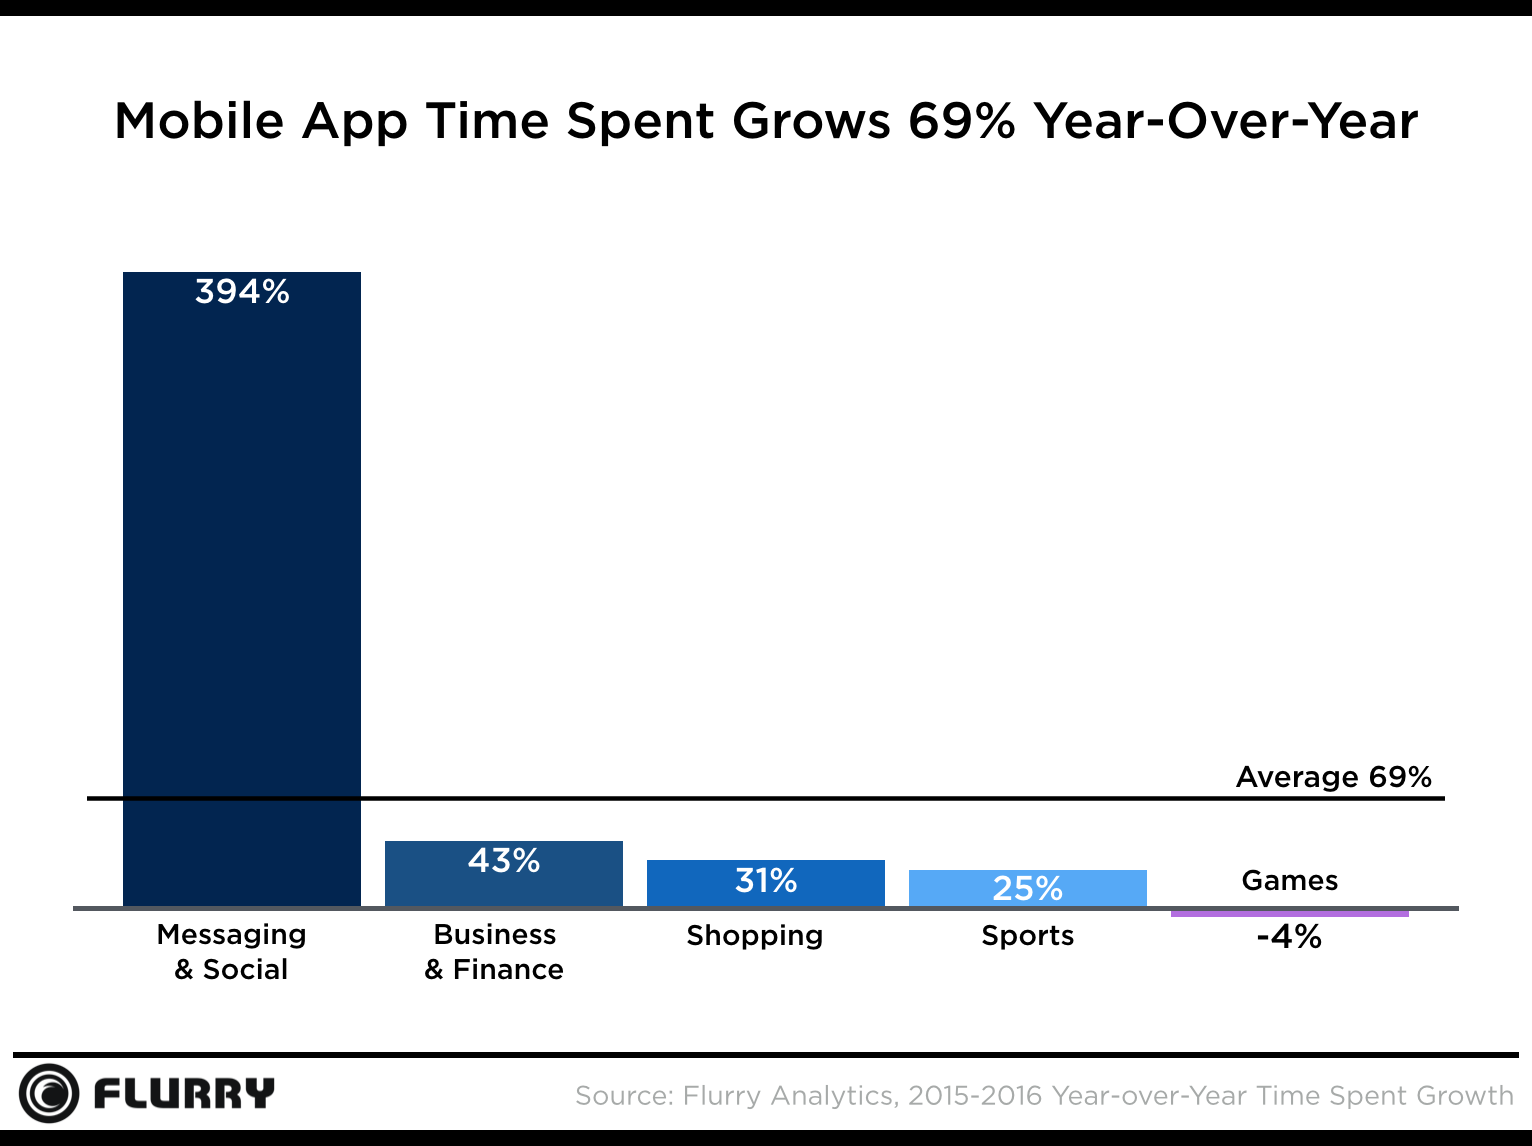 Mobile App Time Spent Grows 69% Year-Over-Year
394%
Average 69%
43%
31%
25%
Games
Messaging
& Social
Business
& Finance
Shopping
Sports
-4%
FLURRY
Source: Flurry Analytics, 2015-2016 Year-over-Year Time Spent Growth